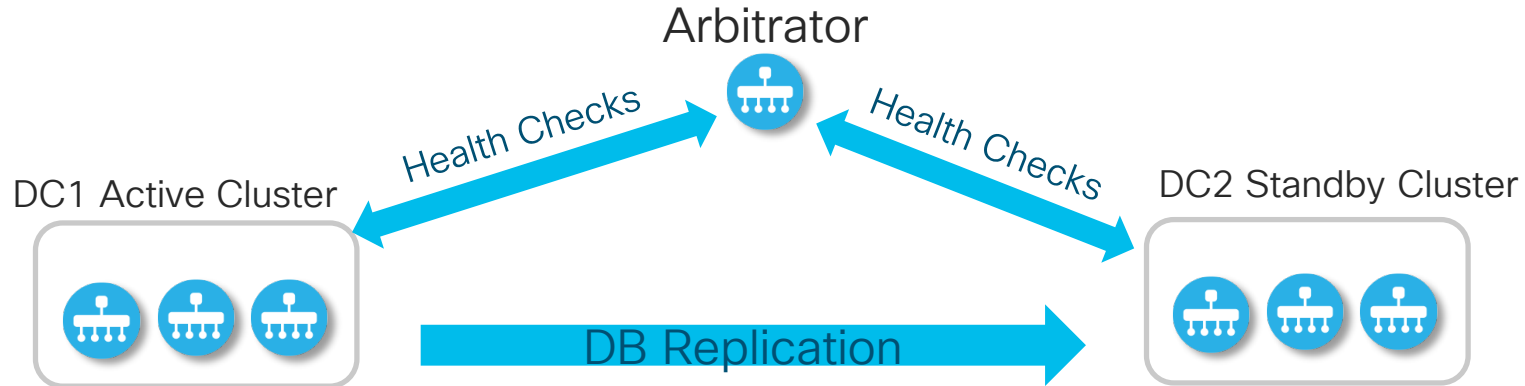 Arbitrator
Health Checks
Health Checks
DC1 Active Cluster
DC2 Standby Cluster
DB Replication